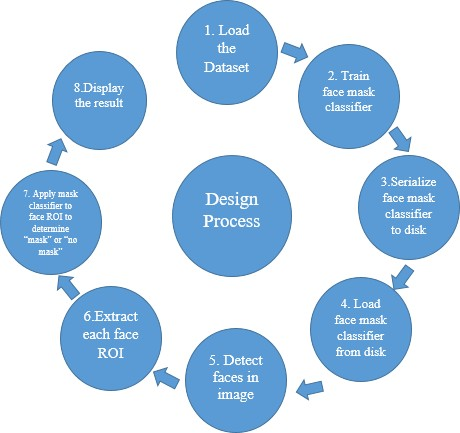 1. Load
the
Dataset
2. Train
face mask
classifier
3.Serialize
face mask
classifier
to disk
4. Load
face mask
classifier
from disk
5. Detect
faces in
image
6.Extract
each face
ROI
7. Apply mask
classifier to
face ROI to
determine
“mask” or “no
mask”
8.Display
the result
Design
Process